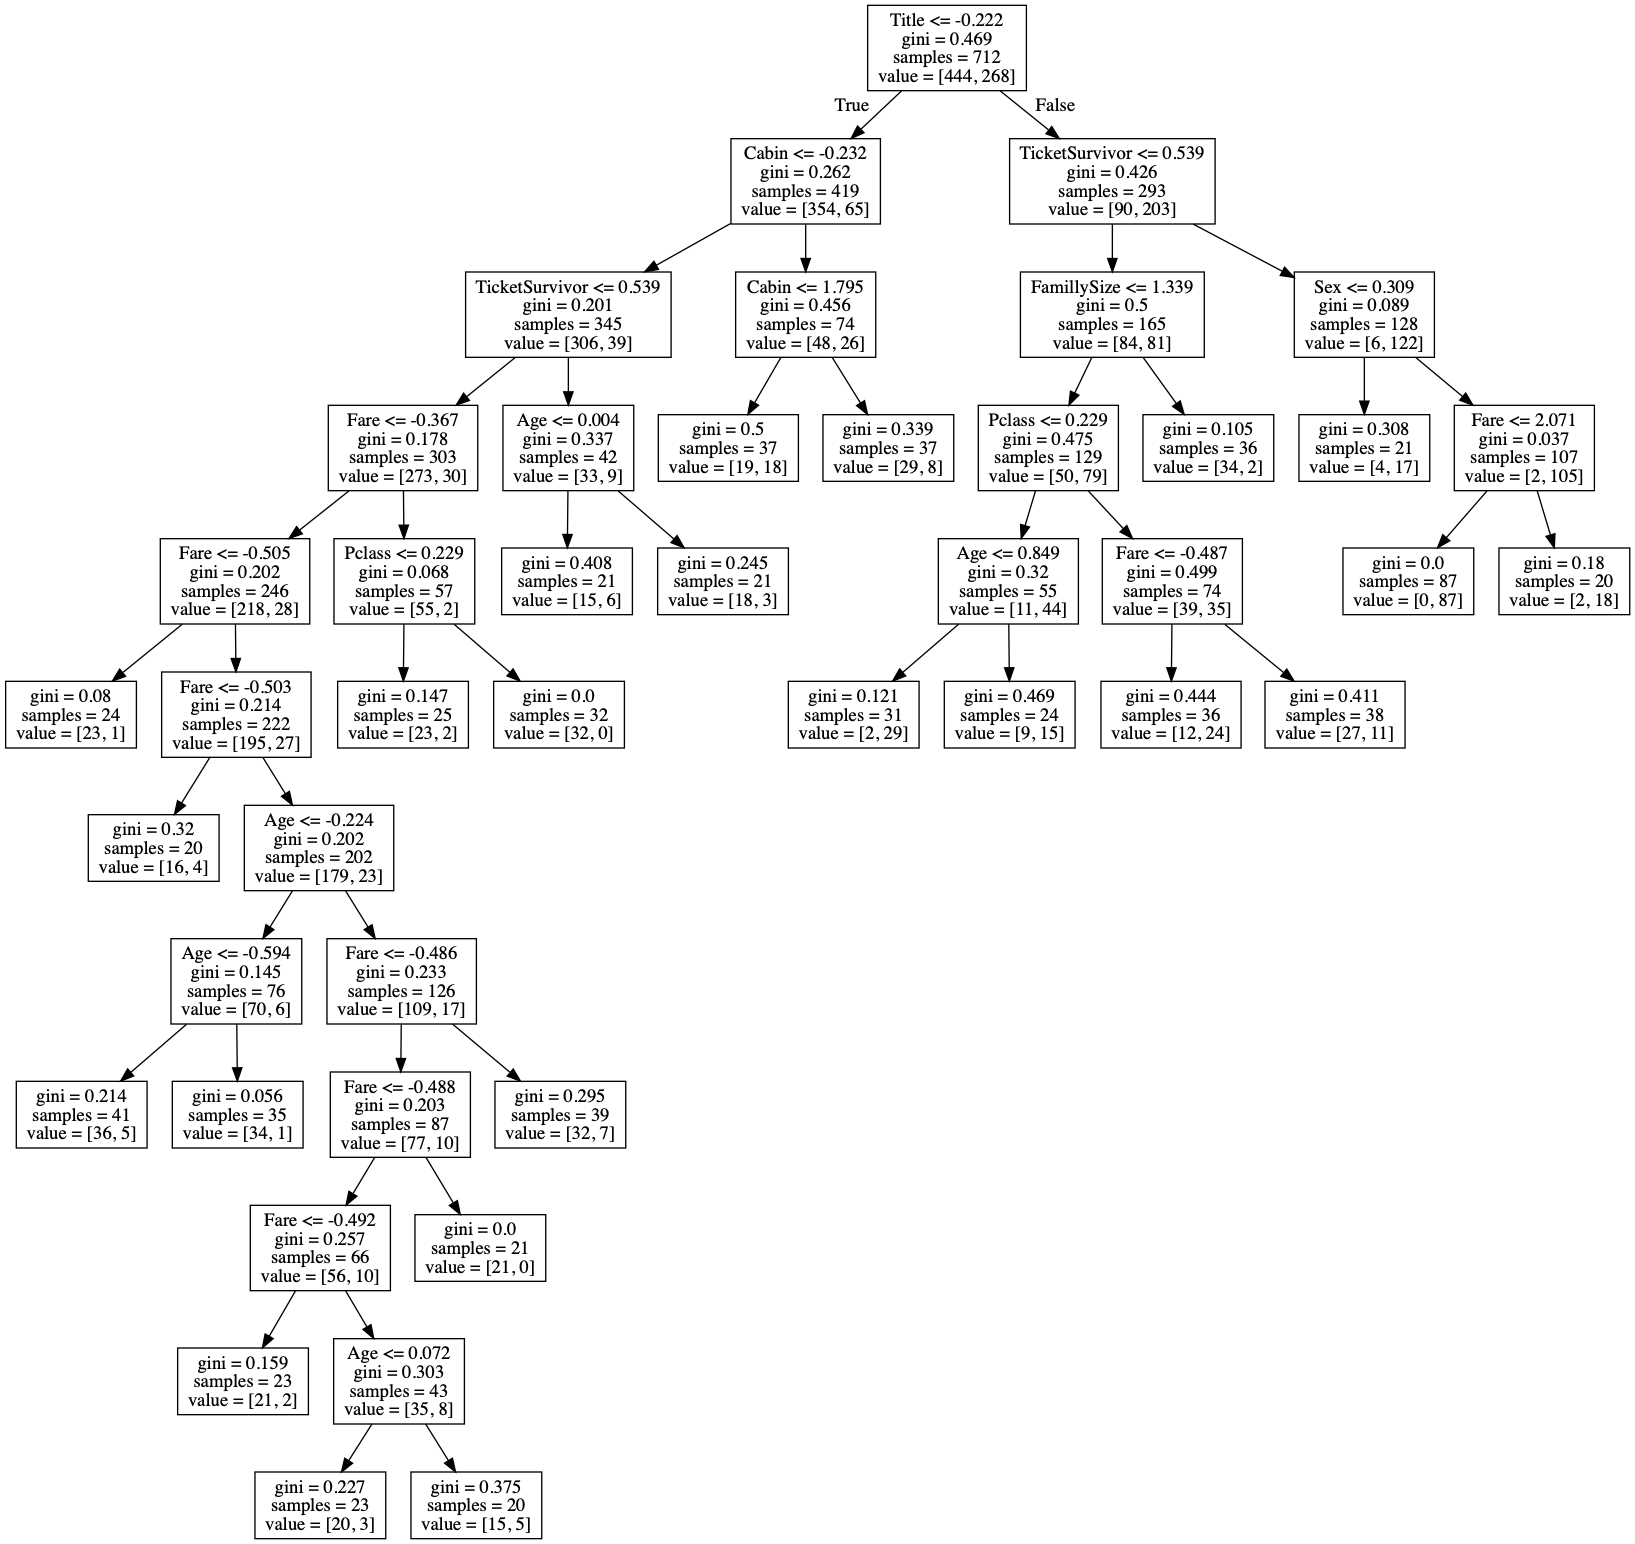 Title <= -0.222
gini = 0.469
samples = 712
value = [444, 268]
True
False
Cabin <= -0.232
gini = 0.262
samples = 419
value = [354, 65]
TicketSurvivor <= 0.539
gini = 0.426
samples = 293
value = [90, 203]
TicketSurvivor <= 0.539
gini = 0.201
samples = 345
value = [306, 39]
Cabin <= 1.795
gini = 0.456
samples = 74
value = [48, 26]
FamillySize <= 1.339
gini = 0.5
samples = 165
value = [84, 81]
Sex <= 0.309
gini = 0.089
samples = 128
value = [6, 122]
Fare <= -0.367
gini = 0.178
samples = 303
value = [273, 30]
Age <= 0.004
gini = 0.337
samples = 42
value = [33, 9]
gini = 0.5
samples = 37
value = [19, 18]
gini = 0.339
samples = 37
value = [29, 8]
Pclass <= 0.229
gini = 0.475
samples = 129
value = [50, 79]
gini = 0.105
samples = 36
value = [34, 2]
gini = 0.308
samples = 21
value = [4, 17]
Fare <= 2.071
gini = 0.037
samples = 107
value = [2, 105]
Fare <= -0.505
gini = 0.202
samples = 246
value = [218, 28]
Pclass <= 0.229
gini = 0.068
samples = 57
value = [55, 2]
gini = 0.408
samples = 21
value = [15, 6]
gini = 0.245
samples = 21
value = [18, 3]
Age <= 0.849
gini = 0.32
samples = 55
value = [11, 44]
Fare <= -0.487
gini = 0.499
samples = 74
value = [39, 35]
gini = 0.0
samples = 87
value = [0, 87]
gini = 0.18
samples = 20
value = [2, 18]
gini = 0.08
samples = 24
value = [23, 1]
Fare <= -0.503
gini = 0.214
samples = 222
value = [195, 27]
gini = 0.147
samples = 25
value = [23, 2]
gini = 0.0
samples = 32
value = [32, 0]
gini = 0.121
samples = 31
value = [2, 29]
gini = 0.469
samples = 24
value = [9, 15]
gini = 0.444
samples = 36
value = [12, 24]
gini = 0.411
samples = 38
value = [27, 11]
gini = 0.32
samples = 20
value = [16, 4]
Age <= -0.224
gini = 0.202
samples = 202
value = [179, 23]
Age <= -0.594
gini = 0.145
samples = 76
value = [70, 6]
Fare <= -0.486
gini = 0.233
samples = 126
value = [109, 17]
gini = 0.214
samples = 41
value = [36, 5]
gini = 0.056
samples = 35
value = [34, 1]
Fare <= -0.488
gini = 0.203
samples = 87
value = [77, 10]
gini = 0.295
samples = 39
value = [32, 7]
Fare <= -0.492
gini = 0.257
samples = 66
value = [56, 10]
gini = 0.0
samples = 21
value = [21, 0]
gini = 0.159
samples = 23
value = [21, 2]
Age <= 0.072
gini = 0.303
samples = 43
value = [35, 8]
gini = 0.227
samples = 23
value = [20, 3]
gini = 0.375
samples = 20
value = [15, 5]